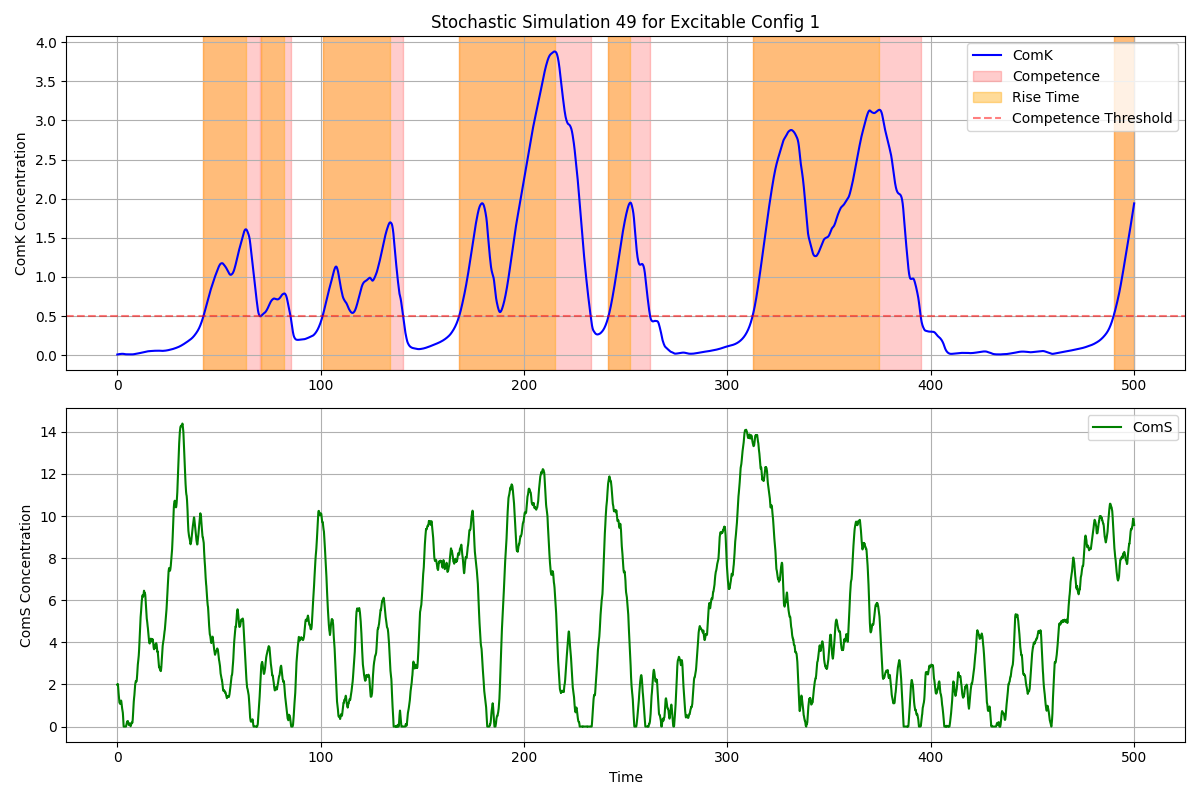 Stochastic Simulation 49 for Excitable Config 1
ComK Concentration
4.0
3.5
3.0
2.5
2.0
1.5
1.0
0.5
0.0
ComK
Competence
Rise Time
Competence Threshold
0 100 200 300 400 500
ComS Concentration
14
12
10
8
6
4
2
0
ComS
0 100 200 300 400 500
Time